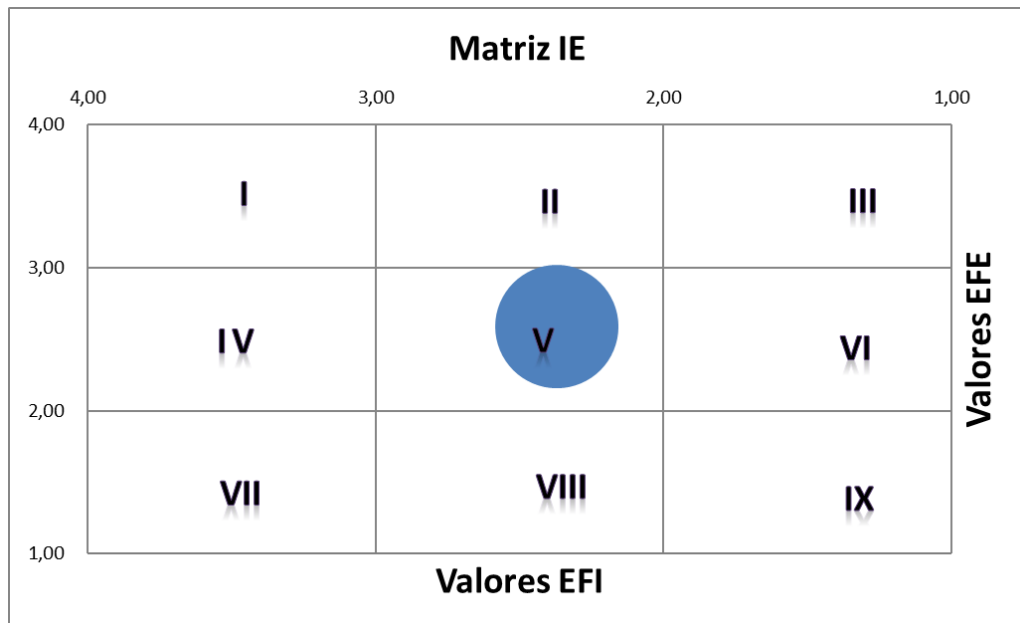 Matriz IE
4,00 3,00 2,00 1,00
4,00
I II III
3,00
I V V VI
2,00
VII VIII IX
1,00
Valores EFI
Valores EFE